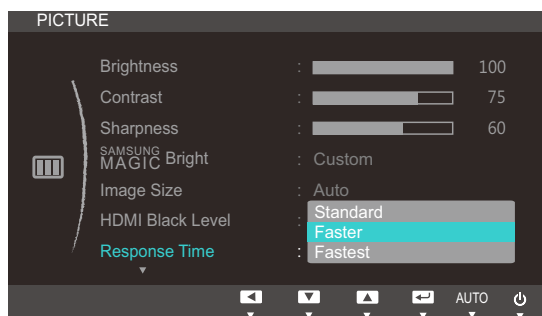 PICTURE
Brightness : 100
Contrast : 75
Sharpness : 60
SAMSUNG MAGIC Bright : Custom
Image Size : Auto
HDMI Black Level :
Response Time :
Standard
Faster
Fastest
AUTO